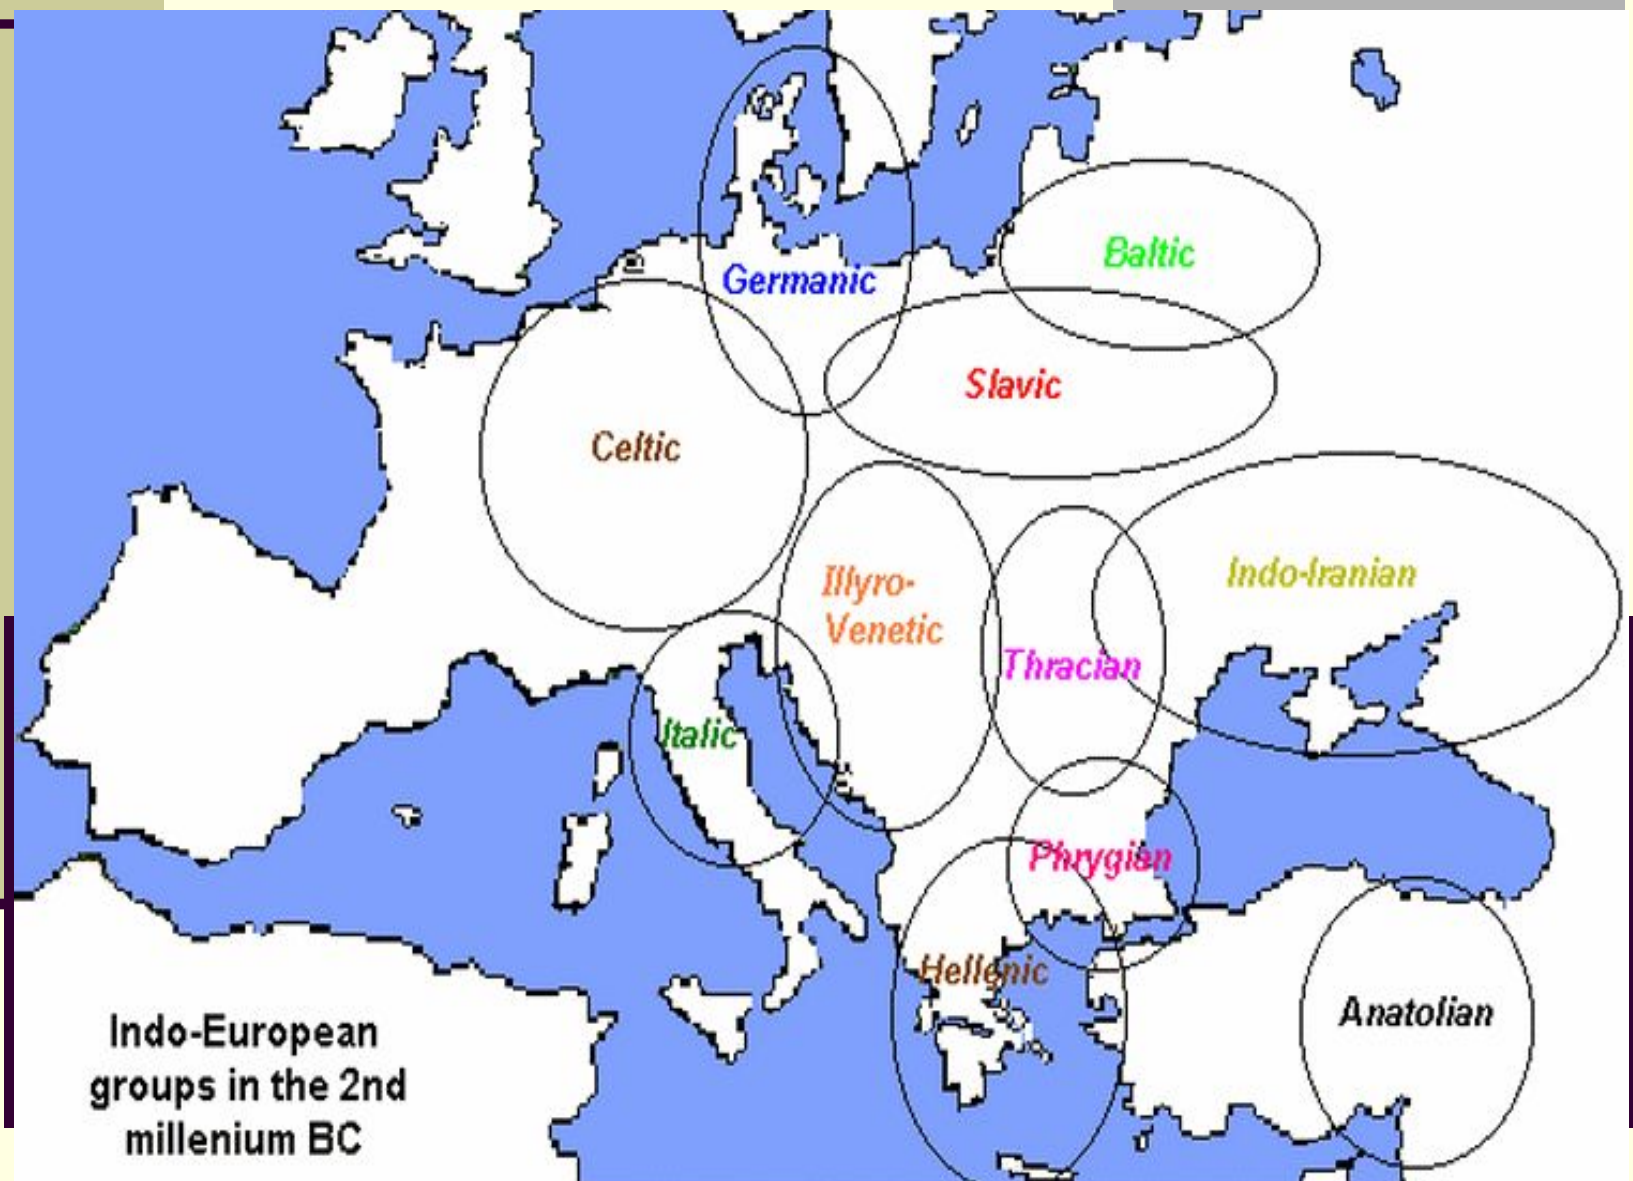 Germanic
Baltic
Slavic
Celtic
Illyro-
Venetic
Indo-Iranian
Thracian
Italic
Phrygian
Hellenic
Anatolian
Indo-European
groups in the 2nd
millenium BC